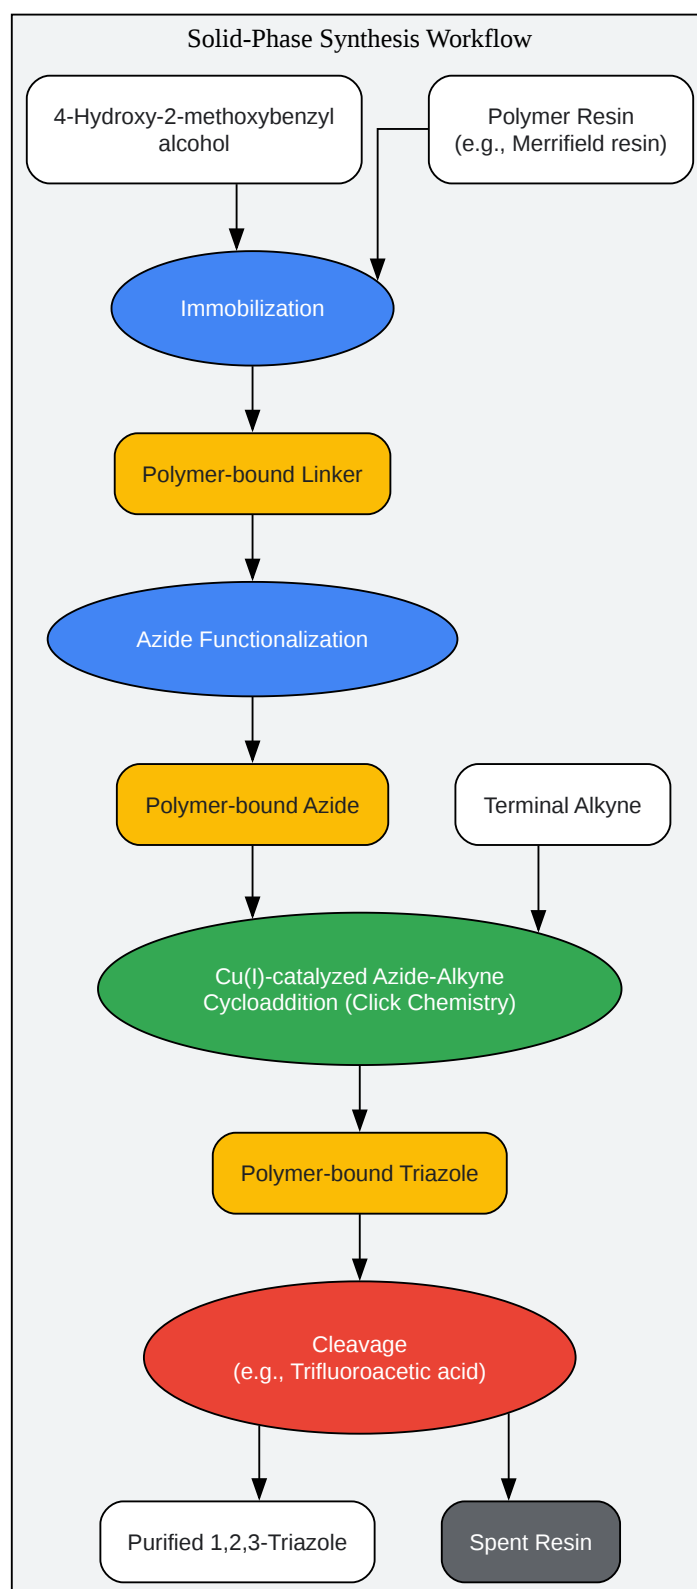 Solid-Phase Synthesis Workflow
4-Hydroxy-2-methoxybenzyl
alcohol
Polymer Resin
(e.g., Merrifield resin)
Immobilization
Polymer-bound Linker
Azide Functionalization
Polymer-bound Azide
Terminal Alkyne
Cu(I)-catalyzed Azide-Alkyne
Cycloaddition (Click Chemistry)
Polymer-bound Triazole
Cleavage
(e.g., Trifluoroacetic acid)
Purified 1,2,3-Triazole
Spent Resin